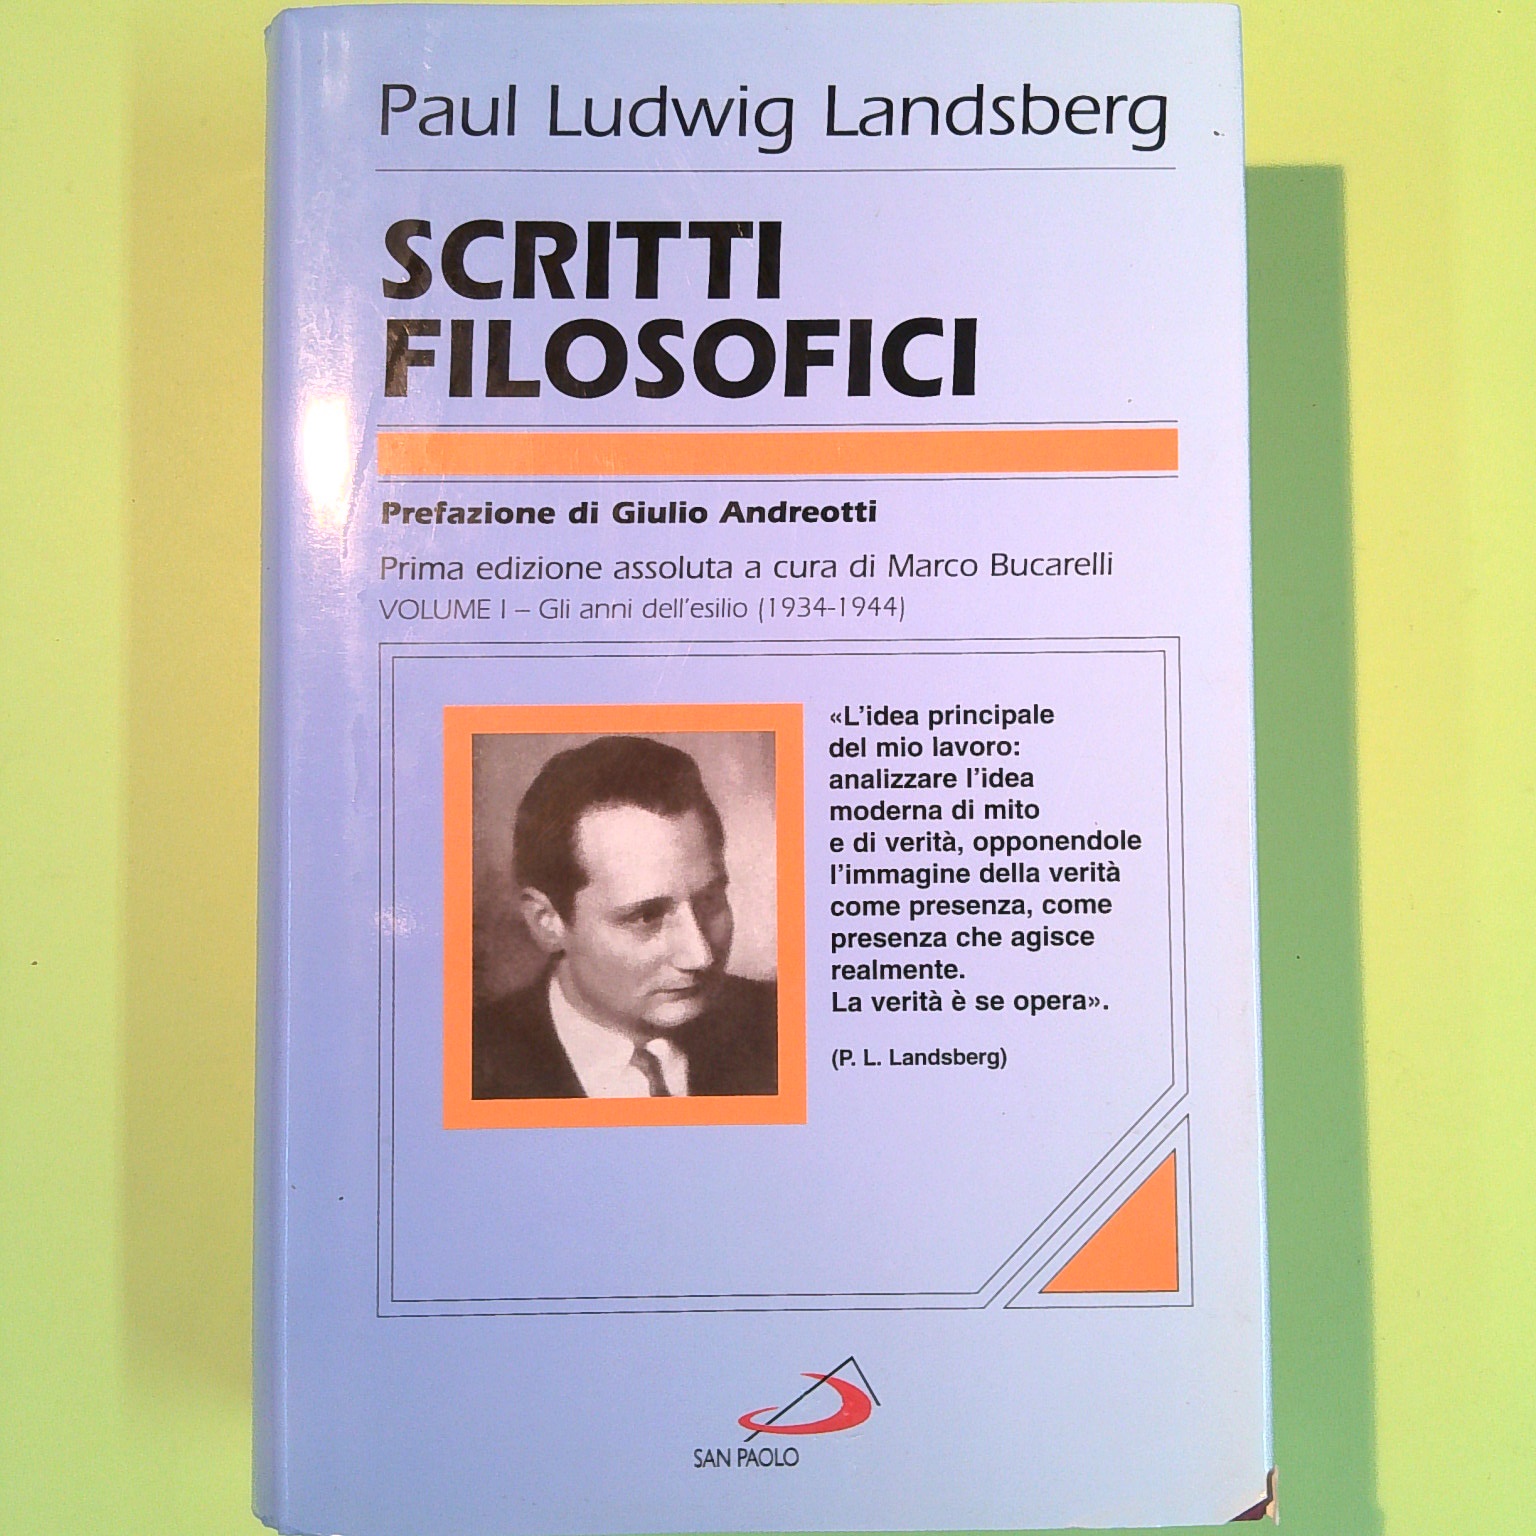 Paul Ludwig Landsberg
SCRITTI
FILOSOFICI
Prefazione di Giulio Andreotti
Prima edizione assoluta a cura di Marco Bucarelli
VOLUME I – Gli anni dell'esilio (1934-1944)
«L'idea principale
del mio lavoro:
analizzare l'idea
moderna di mito
e di verità, opponendole
l'immagine della verità
come presenza, come
presenza che agisce
realmente.
La verità è se opera».
(P. L. Landsberg)
SAN PAOLO